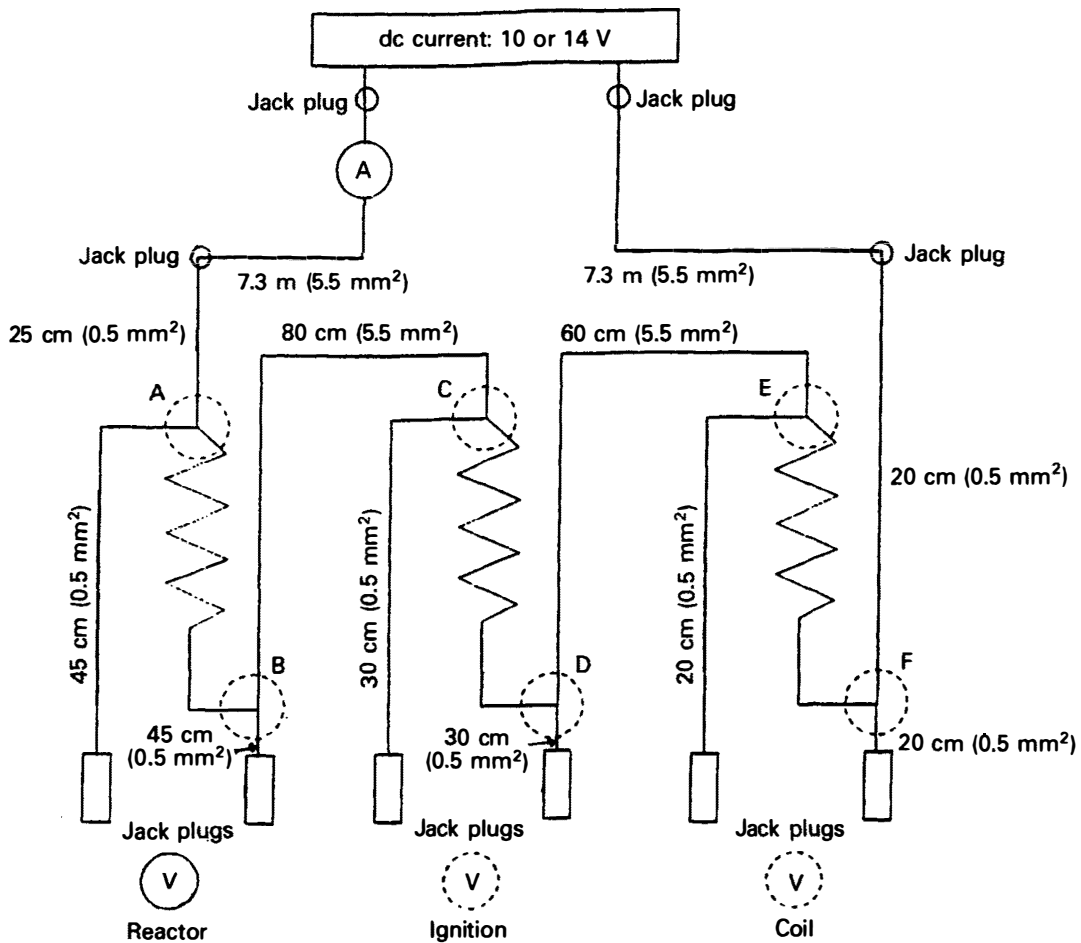 dc current: 10 or 14 V
Jack plug
Jack plug
A
Jack plug
Jack plug
7.3 m (5.5 mm²)
7.3 m (5.5 mm²)
25 cm (0.5 mm²)
80 cm (5.5 mm²)
60 cm (5.5 mm²)
A
C
E
20 cm (0.5 mm²)
45 cm (0.5 mm²)
30 cm (0.5 mm²)
20 cm (0.5 mm²)
B
D
F
45 cm
(0.5 mm²)
30 cm
(0.5 mm²)
20 cm (0.5 mm²)
Jack plugs
Jack plugs
Jack plugs
V
V
V
Reactor
Ignition
Coil